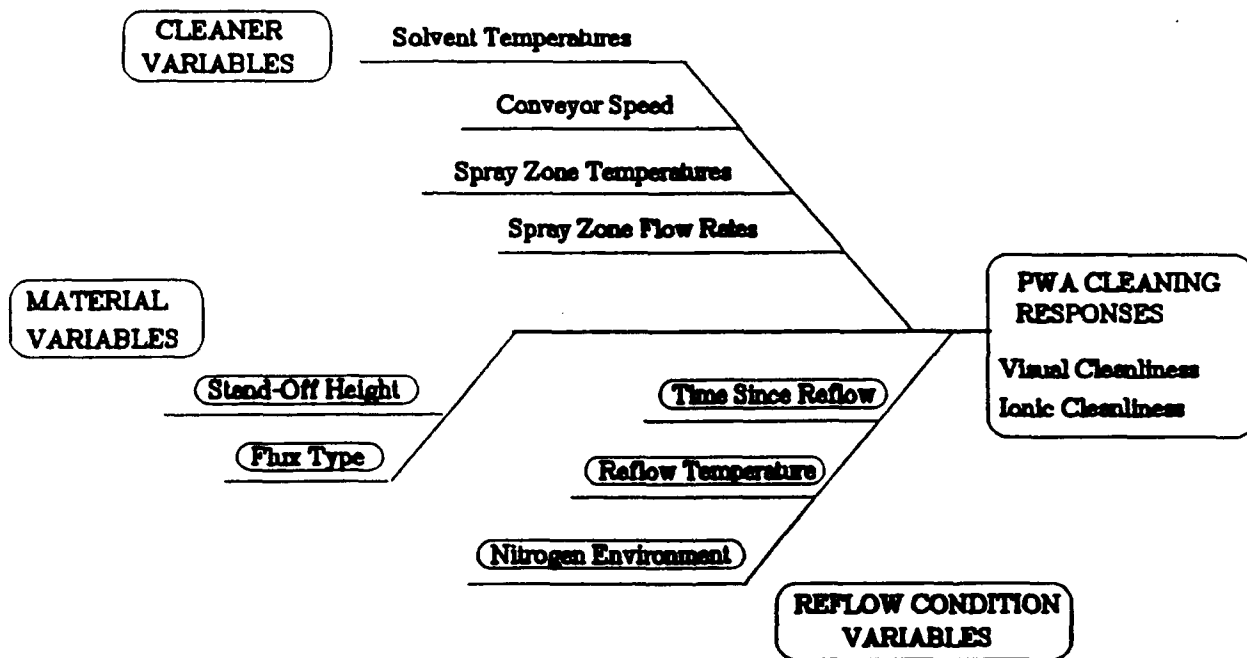 CLEANER
VARIABLES
Solvent Temperatures
Conveyor Speed
Spray Zone Temperatures
Spray Zone Flow Rates
PWA CLEANING
RESPONSES
Visual Cleanliness
Ionic Cleanliness
MATERIAL
VARIABLES
Stand-Off Height
Flux Type
Time Since Reflow
Reflow Temperature
Nitrogen Environment
REFLOW CONDITION
VARIABLES